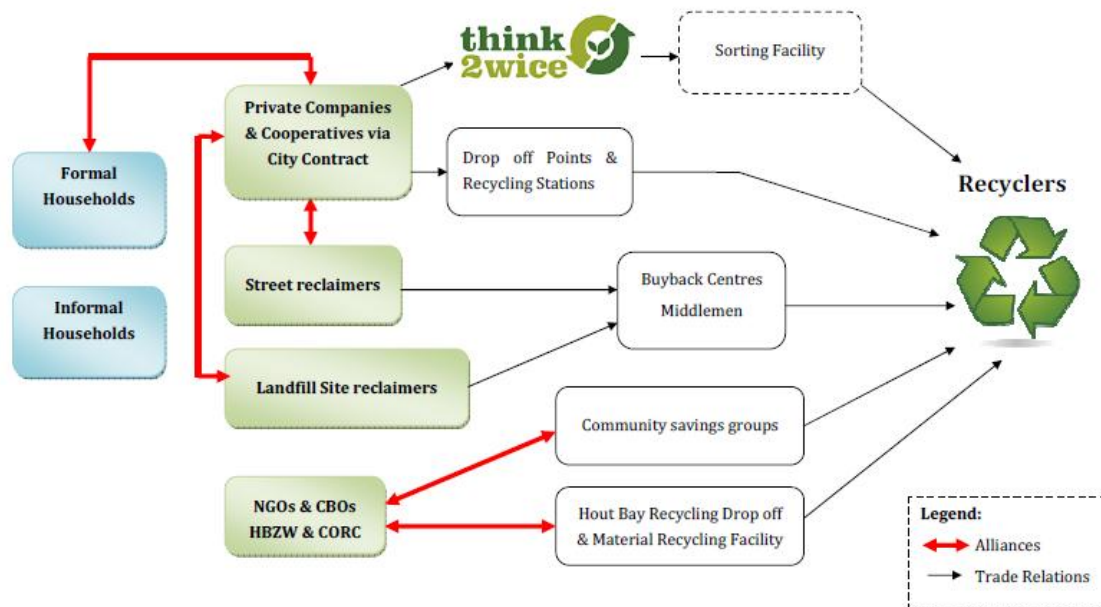 think
2wice
Sorting Facility
Private Companies
& Cooperatives via
City Contract
Drop off Points &
Recycling Stations
Recyclers
Formal
Households
Street reclaimers
Buyback Centres
Middlemen
Informal
Households
Landfill Site reclaimers
Community savings groups
NGOs & CBOs
HBZW & CORC
Hout Bay Recycling Drop off
& Material Recycling Facility
Legend:
Alliances
Trade Relations